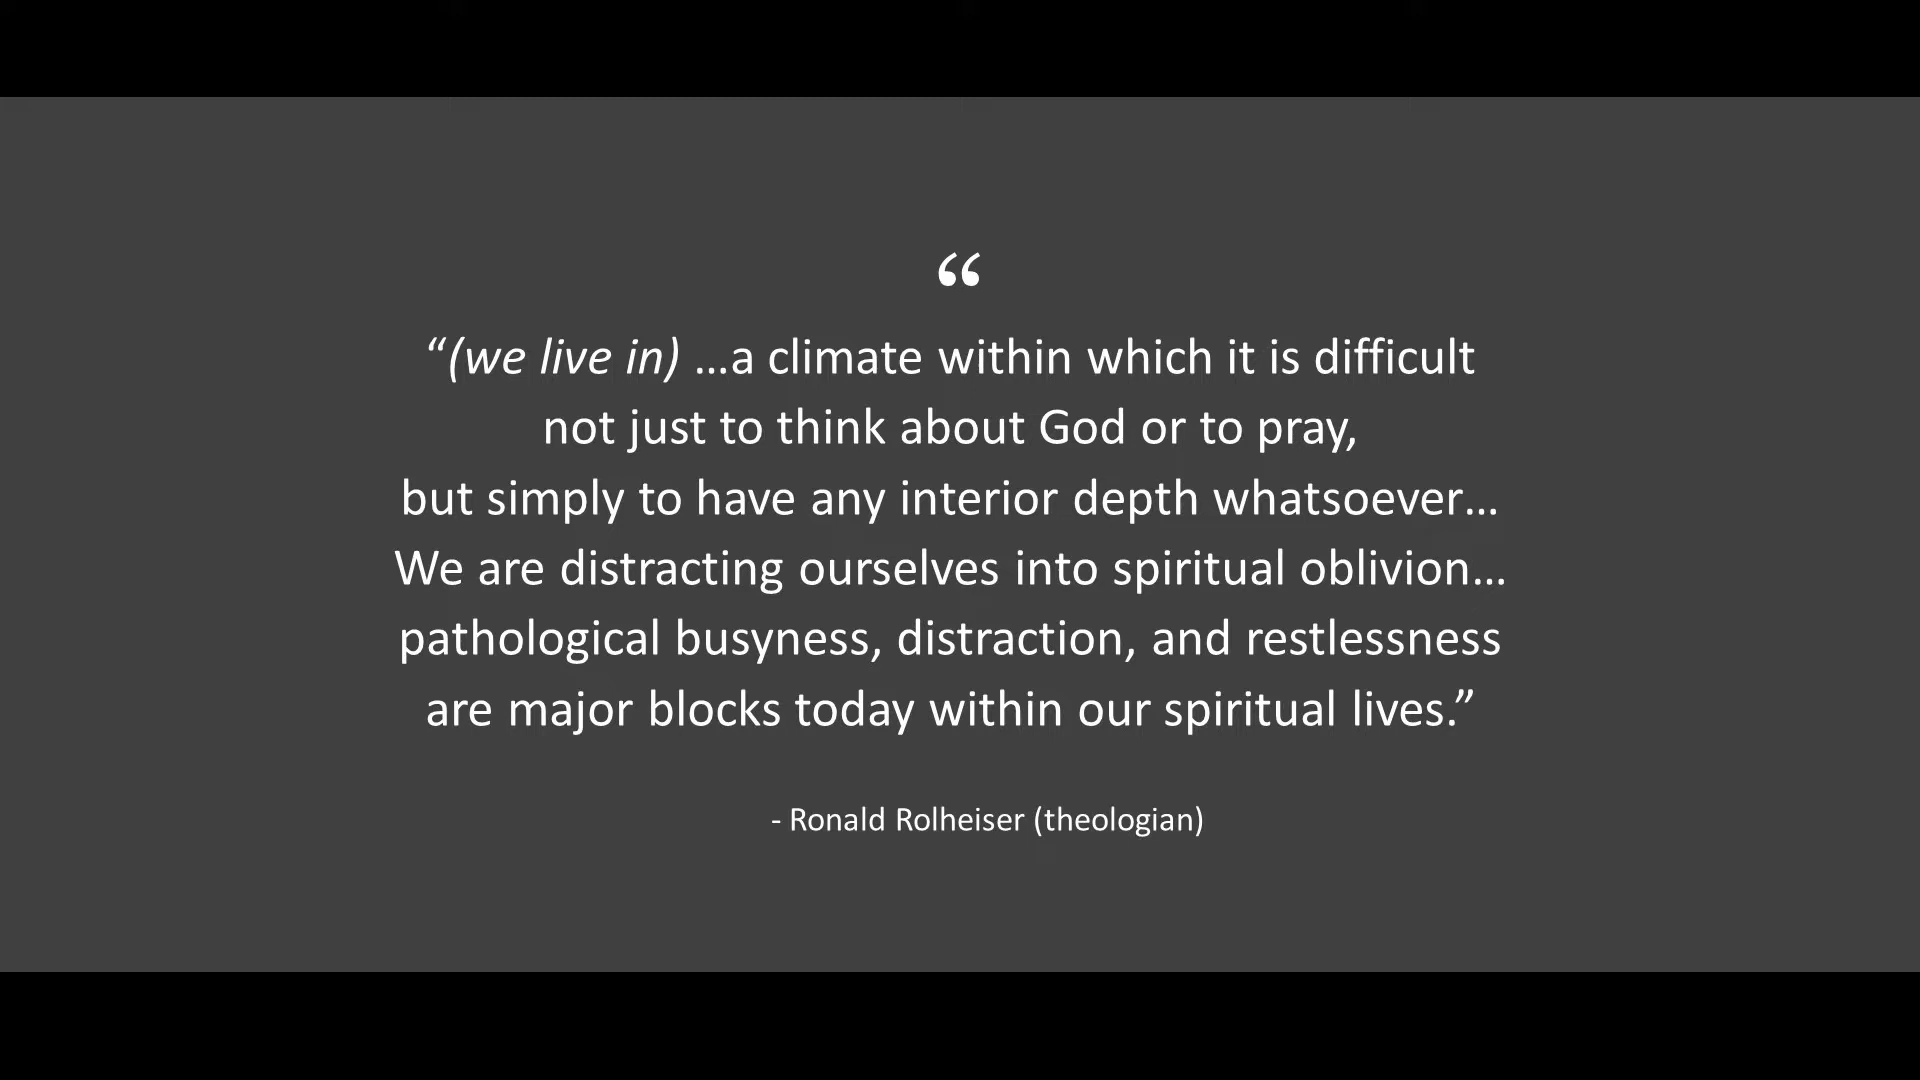 “
“(we live in) …a climate within which it is difficult
not just to think about God or to pray,
but simply to have any interior depth whatsoever…
We are distracting ourselves into spiritual oblivion…
pathological busyness, distraction, and restlessness
are major blocks today within our spiritual lives.”
- Ronald Rolheiser (theologian)